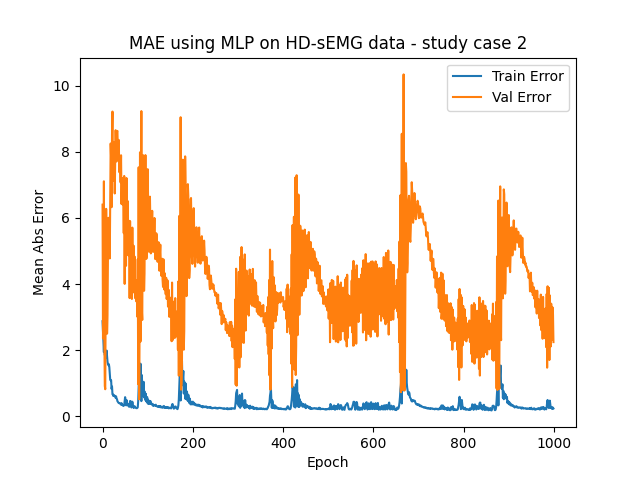 MAE using MLP on HD-sEMG data - study case 2
Train Error
Val Error
Mean Abs Error
10
8
6
4
2
0
0 200 400 600 800 1000
Epoch